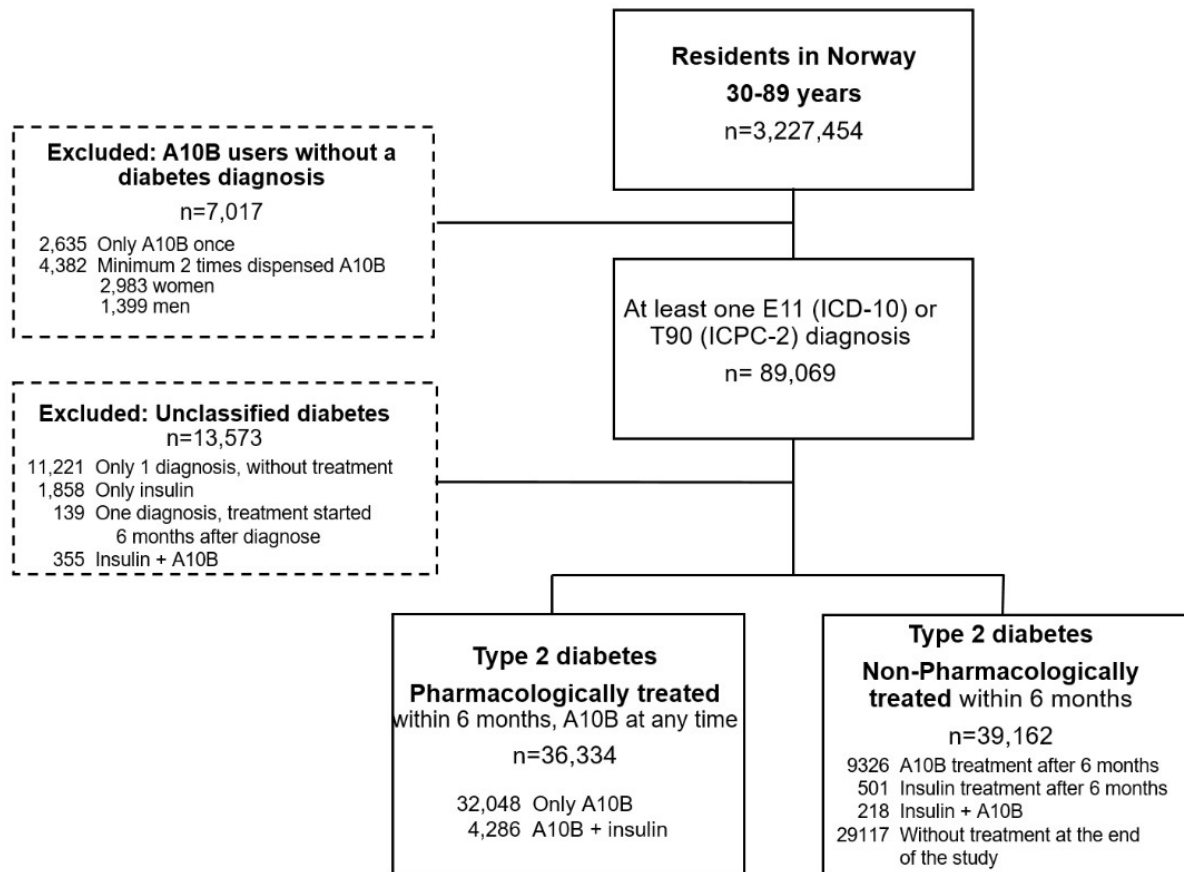 Residents in Norway
30-89 years
n=3,227,454
Excluded: A10B users without a
diabetes diagnosis
n=7,017
2,635 Only A10B once
4,382 Minimum 2 times dispensed A10B
2,983 women
1,399 men
At least one E11 (ICD-10) or
T90 (ICPC-2) diagnosis
n= 89,069
Excluded: Unclassified diabetes
n=13,573
11,221 Only 1 diagnosis, without treatment
1,858 Only insulin
139 One diagnosis, treatment started
6 months after diagnose
355 Insulin + A10B
Type 2 diabetes
Pharmacologically treated
within 6 months, A10B at any time
n=36,334
32,048 Only A10B
4,286 A10B + insulin
Type 2 diabetes
Non-Pharmacologically
treated within 6 months
n=39,162
9326 A10B treatment after 6 months
501 Insulin treatment after 6 months
218 Insulin + A10B
29117 Without treatment at the end
of the study